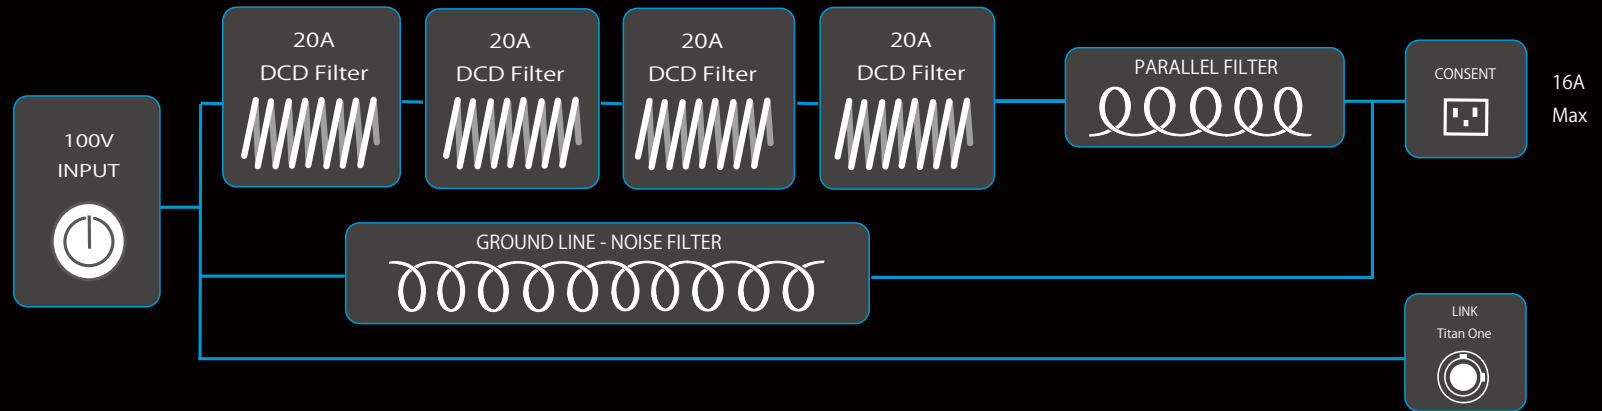 100V
INPUT
20A
DCD Filter
20A
DCD Filter
20A
DCD Filter
20A
DCD Filter
PARALLEL FILTER
CONSENT
16A
Max
GROUND LINE - NOISE FILTER
LINK
Titan One